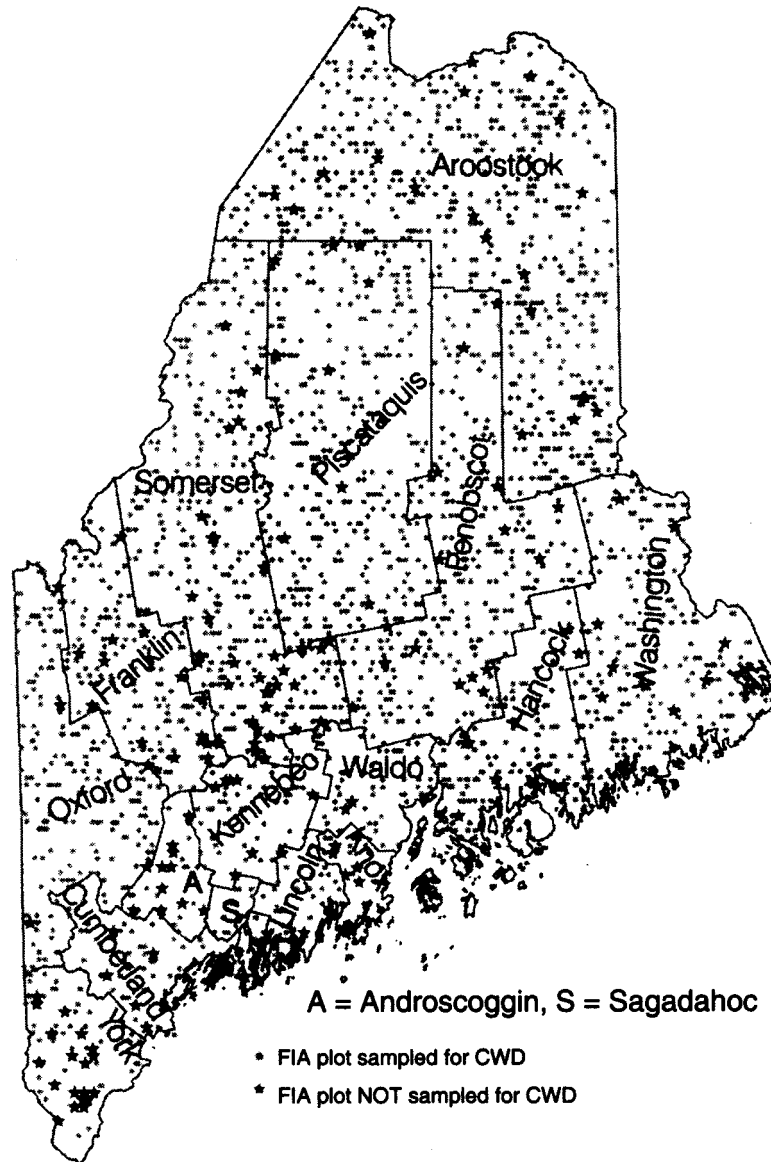 Aroostook
Piscataquis
Somerset
Penobscot
Washington
Franklin
Hancock
Oxford
Kennebec
Waldo
Knox
Lincoln
A
S
Cumberland
York
A = Androscoggin, S = Sagadahoc
* FIA plot sampled for CWD
★ FIA plot NOT sampled for CWD